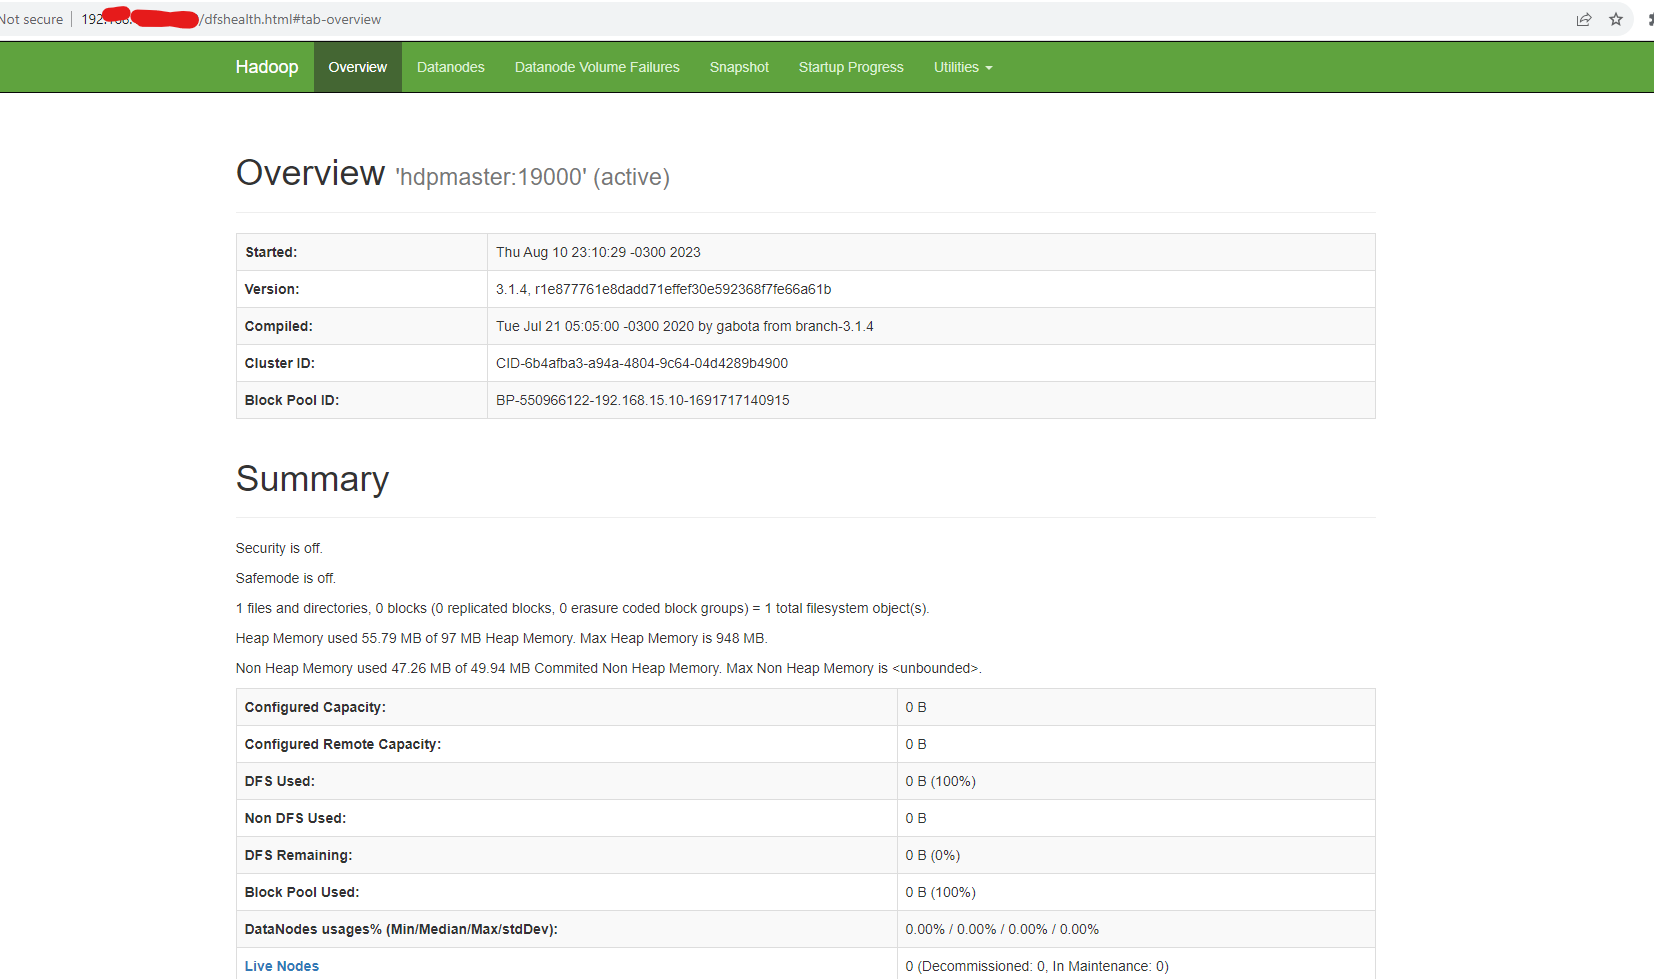 Not secure 192. /dfshealth.html#tab-overview
Hadoop Overview Datanodes Datanode Volume Failures Snapshot Startup Progress Utilities
Overview 'hdpmaster:19000' (active)
Started: Thu Aug 10 23:10:29 -0300 2023
Version: 3.1.4, r1e877761e8dadd71effef30e592368f7fe66a61b
Compiled: Tue Jul 21 05:05:00 -0300 2020 by gabota from branch-3.1.4
Cluster ID: CID-6b4afba3-a94a-4804-9c64-04d4289b4900
Block Pool ID: BP-550966122-192.168.15.10-1691717140915
Summary
Security is off.
Safemode is off.
1 files and directories, 0 blocks (0 replicated blocks, 0 erasure coded block groups) = 1 total filesystem object(s).
Heap Memory used 55.79 MB of 97 MB Heap Memory. Max Heap Memory is 948 MB.
Non Heap Memory used 47.26 MB of 49.94 MB Commited Non Heap Memory. Max Non Heap Memory is <unbounded>.
Configured Capacity: 0 B
Configured Remote Capacity: 0 B
DFS Used: 0 B (100%)
Non DFS Used: 0 B
DFS Remaining: 0 B (0%)
Block Pool Used: 0 B (100%)
DataNodes usages% (Min/Median/Max/stdDev): 0.00% / 0.00% / 0.00% / 0.00%
Live Nodes 0 (Decommissioned: 0, In Maintenance: 0)